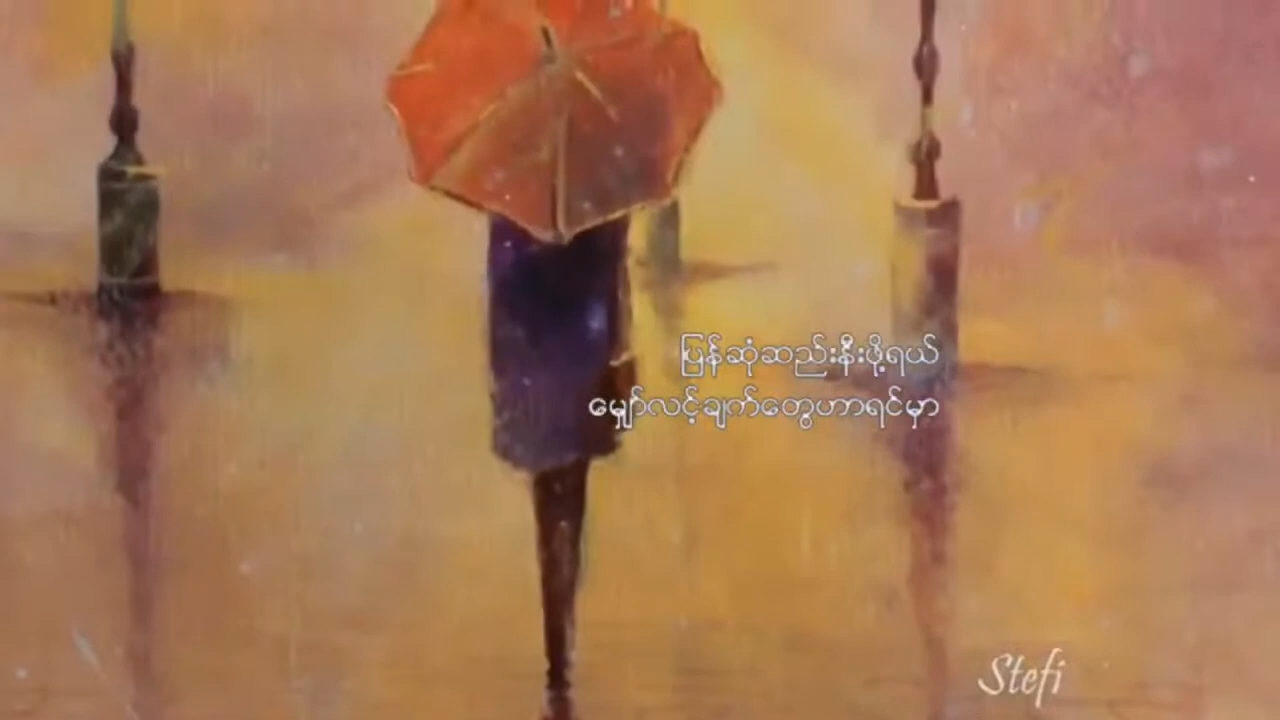 ပြန်ဆုံဆည်းနီးဖို့ရယ်
မျှော်လင့်ချက်တွေဟာရင်မှာ
Stefi